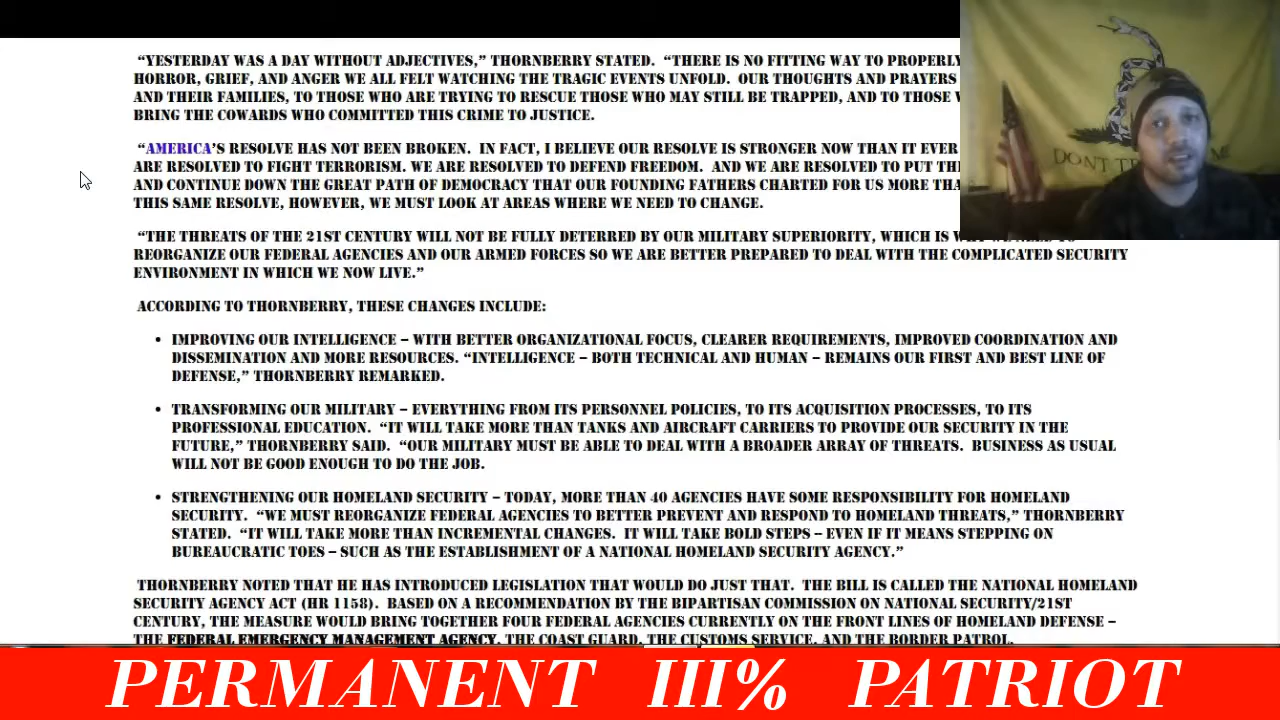 “YESTERDAY WAS A DAY WITHOUT ADJECTIVES,” THORNBERRY STATED.  “THERE IS NO FITTING WAY TO PROPERLY
HORROR, GRIEF, AND ANGER WE ALL FELT WATCHING THE TRAGIC EVENTS UNFOLD.  OUR THOUGHTS AND PRAYERS
AND THEIR FAMILIES, TO THOSE WHO ARE TRYING TO RESCUE THOSE WHO MAY STILL BE TRAPPED, AND TO THOSE
BRING THE COWARDS WHO COMMITTED THIS CRIME TO JUSTICE.
“AMERICA’S RESOLVE HAS NOT BEEN BROKEN.  IN FACT, I BELIEVE OUR RESOLVE IS STRONGER NOW THAN IT EVER
ARE RESOLVED TO FIGHT TERRORISM. WE ARE RESOLVED TO DEFEND FREEDOM.  AND WE ARE RESOLVED TO PUT
AND CONTINUE DOWN THE GREAT PATH OF DEMOCRACY THAT OUR FOUNDING FATHERS CHARTED FOR US MORE
THIS SAME RESOLVE, HOWEVER, WE MUST LOOK AT AREAS WHERE WE NEED TO CHANGE.
DON'T
“THE THREATS OF THE 21ST CENTURY WILL NOT BE FULLY DETERRED BY OUR MILITARY SUPERIORITY, WHICH IS
REORGANIZE OUR FEDERAL AGENCIES AND OUR ARMED FORCES SO WE ARE BETTER PREPARED TO DEAL WITH THE COMPLICATED SECURITY
ENVIRONMENT IN WHICH WE NOW LIVE.”
ACCORDING TO THORNBERRY, THESE CHANGES INCLUDE:
• IMPROVING OUR INTELLIGENCE – WITH BETTER ORGANIZATIONAL FOCUS, CLEARER REQUIREMENTS, IMPROVED COORDINATION AND
DISSEMINATION AND MORE RESOURCES. “INTELLIGENCE – BOTH TECHNICAL AND HUMAN – REMAINS OUR FIRST AND BEST LINE OF
DEFENSE,” THORNBERRY REMARKED.
• TRANSFORMING OUR MILITARY – EVERYTHING FROM ITS PERSONNEL POLICIES, TO ITS ACQUISITION PROCESSES, TO ITS
PROFESSIONAL EDUCATION.  “IT WILL TAKE MORE THAN TANKS AND AIRCRAFT CARRIERS TO PROVIDE OUR SECURITY IN THE
FUTURE,” THORNBERRY SAID.  “OUR MILITARY MUST BE ABLE TO DEAL WITH A BROADER ARRAY OF THREATS.  BUSINESS AS USUAL
WILL NOT BE GOOD ENOUGH TO DO THE JOB.
• STRENGTHENING OUR HOMELAND SECURITY – TODAY, MORE THAN 40 AGENCIES HAVE SOME RESPONSIBILITY FOR HOMELAND
SECURITY.  “WE MUST REORGANIZE FEDERAL AGENCIES TO BETTER PREVENT AND RESPOND TO HOMELAND THREATS,” THORNBERRY
STATED.  “IT WILL TAKE MORE THAN INCREMENTAL CHANGES.  IT WILL TAKE BOLD STEPS – EVEN IF IT MEANS STEPPING ON
BUREAUCRATIC TOES – SUCH AS THE ESTABLISHMENT OF A NATIONAL HOMELAND SECURITY AGENCY.”
THORNBERRY NOTED THAT HE HAS INTRODUCED LEGISLATION THAT WOULD DO JUST THAT.  THE BILL IS CALLED THE NATIONAL HOMELAND
SECURITY AGENCY ACT (HR 1158).  BASED ON A RECOMMENDATION BY THE BIPARTISAN COMMISSION ON NATIONAL SECURITY/21ST
CENTURY, THE MEASURE WOULD BRING TOGETHER FOUR FEDERAL AGENCIES CURRENTLY ON THE FRONT LINES OF HOMELAND DEFENSE –
THE FEDERAL EMERGENCY MANAGEMENT AGENCY, THE COAST GUARD, THE CUSTOMS SERVICE, AND THE BORDER PATROL.
PERMANENT III% PATRIOT